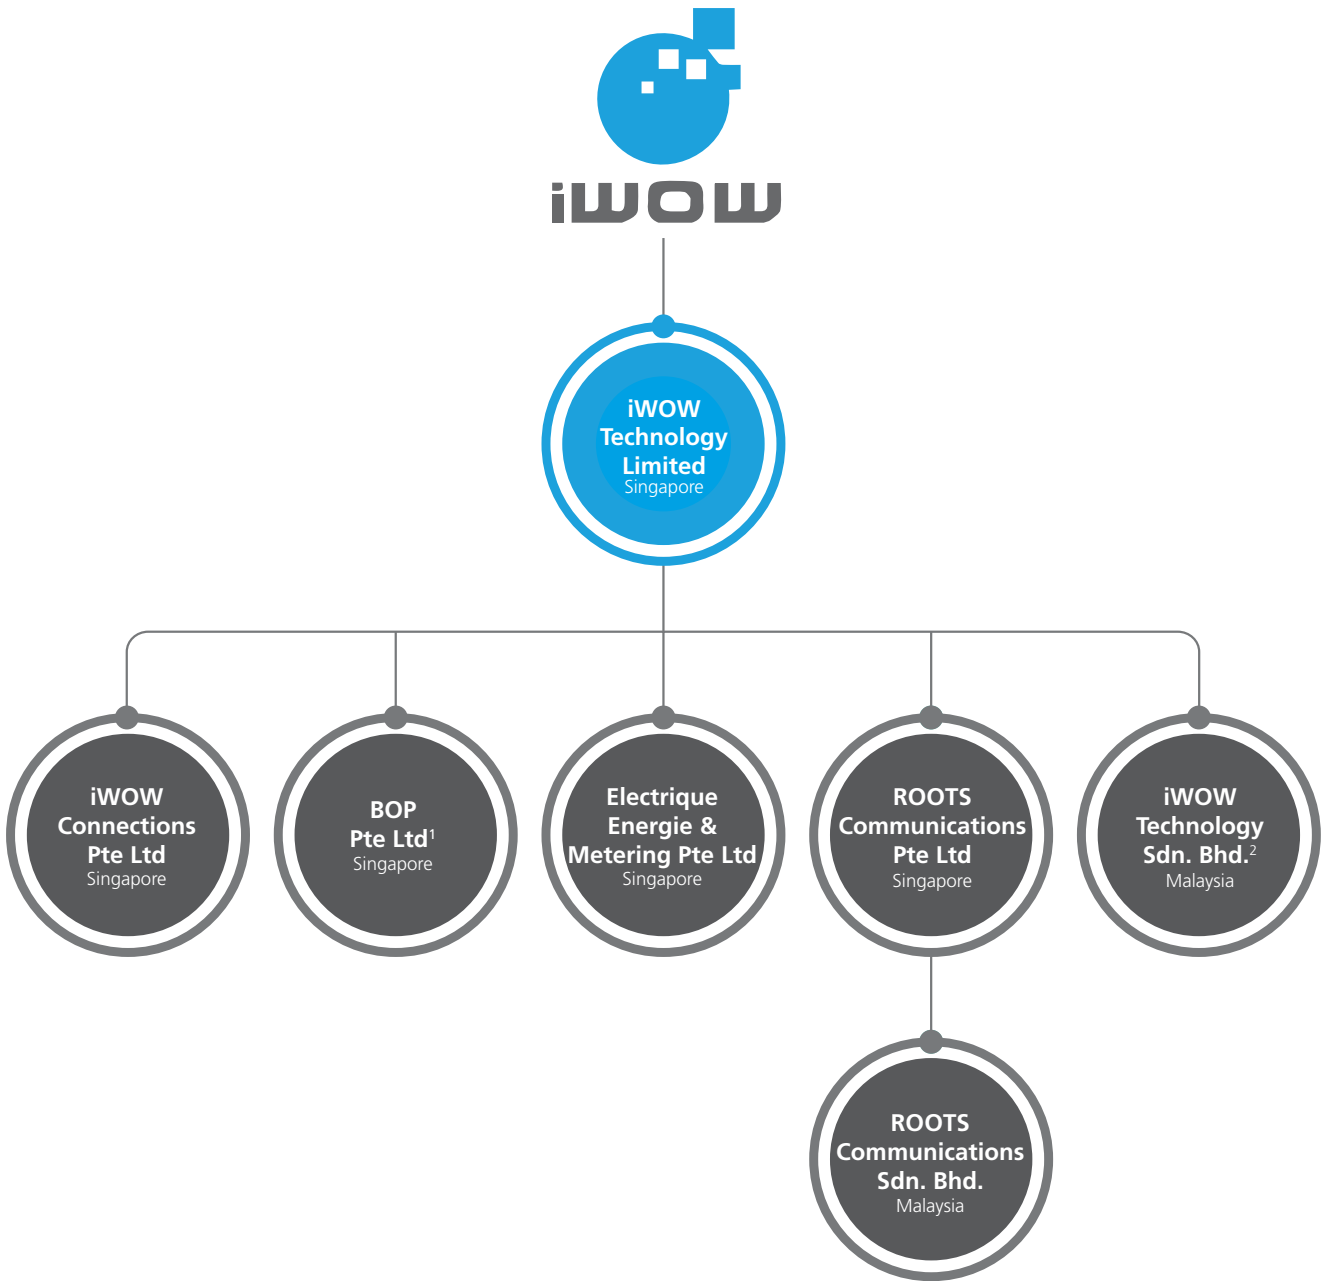 iWOW
iWOW
Technology
Limited
Singapore
iWOW
Connections
Pte Ltd
Singapore
BOP
Pte Ltd¹
Singapore
Electrique
Energie &
Metering Pte Ltd
Singapore
ROOTS
Communications
Pte Ltd
Singapore
iWOW
Technology
Sdn. Bhd.²
Malaysia
ROOTS
Communications
Sdn. Bhd.
Malaysia